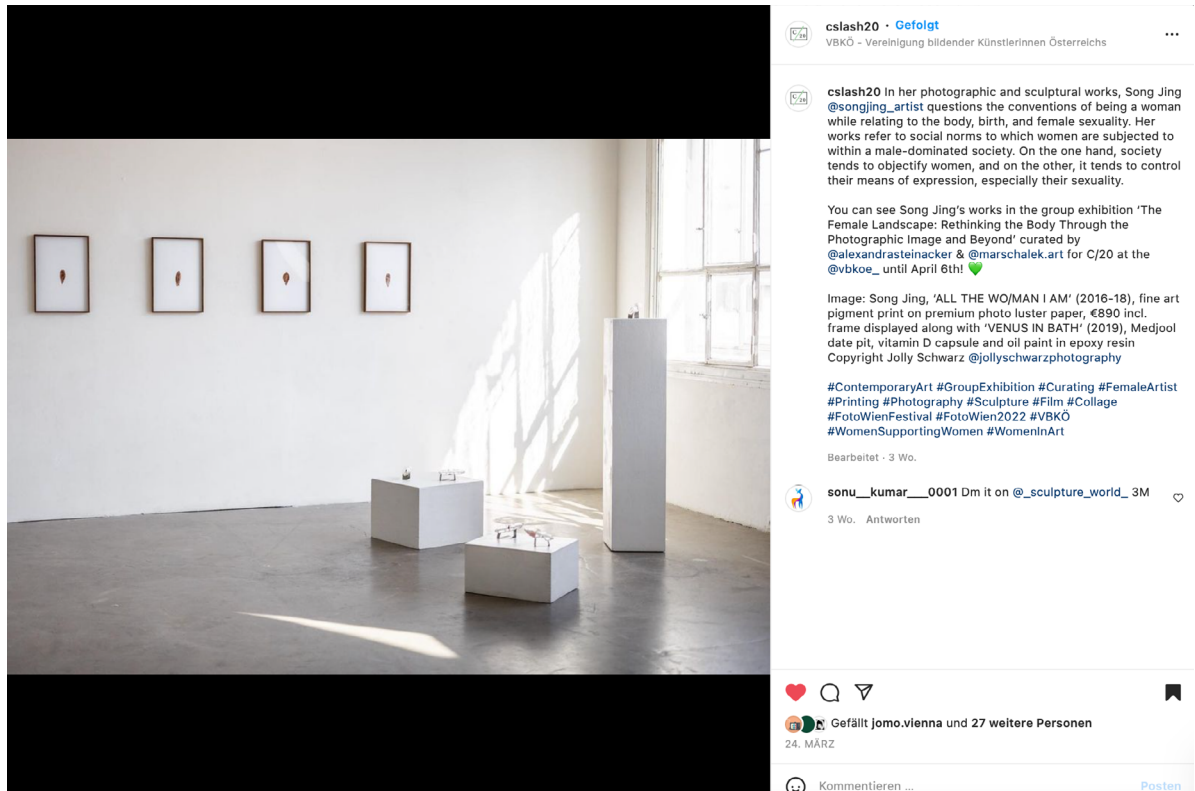 cslash20 • Gefolgt
VBKÖ - Vereinigung bildender Künstlerinnen Österreichs
cslash20 In her photographic and sculptural works, Song Jing
@songjing_artist questions the conventions of being a woman
while relating to the body, birth, and female sexuality. Her
works refer to social norms to which women are subjected to
within a male-dominated society. On the one hand, society
tends to objectify women, and on the other, it tends to control
their means of expression, especially their sexuality.
You can see Song Jing's works in the group exhibition 'The
Female Landscape: Rethinking the Body Through the
Photographic Image and Beyond' curated by
@alexandrasteinacker & @marschalek.art for C/20 at the
@vbkoe_ until April 6th! 💚
Image: Song Jing, 'ALL THE WO/MAN I AM' (2016-18), fine art
pigment print on premium photo luster paper, €890 incl.
frame displayed along with 'VENUS IN BATH' (2019), Medjool
date pit, vitamin D capsule and oil paint in epoxy resin
Copyright Jolly Schwarz @jollyschwarzphotography
#ContemporaryArt #GroupExhibition #Curating #FemaleArtist
#Printing #Photography #Sculpture #Film #Collage
#FotoWienFestival #FotoWien2022 #VBKÖ
#WomenSupportingWomen #WomenInArt
Bearbeitet · 3 Wo.
sonu__kumar___0001 Dm it on @_sculpture_world_ 3M
3 Wo. Antworten
Gefällt jomo.vienna und 27 weitere Personen
24. MÄRZ
Kommentieren ... Posten